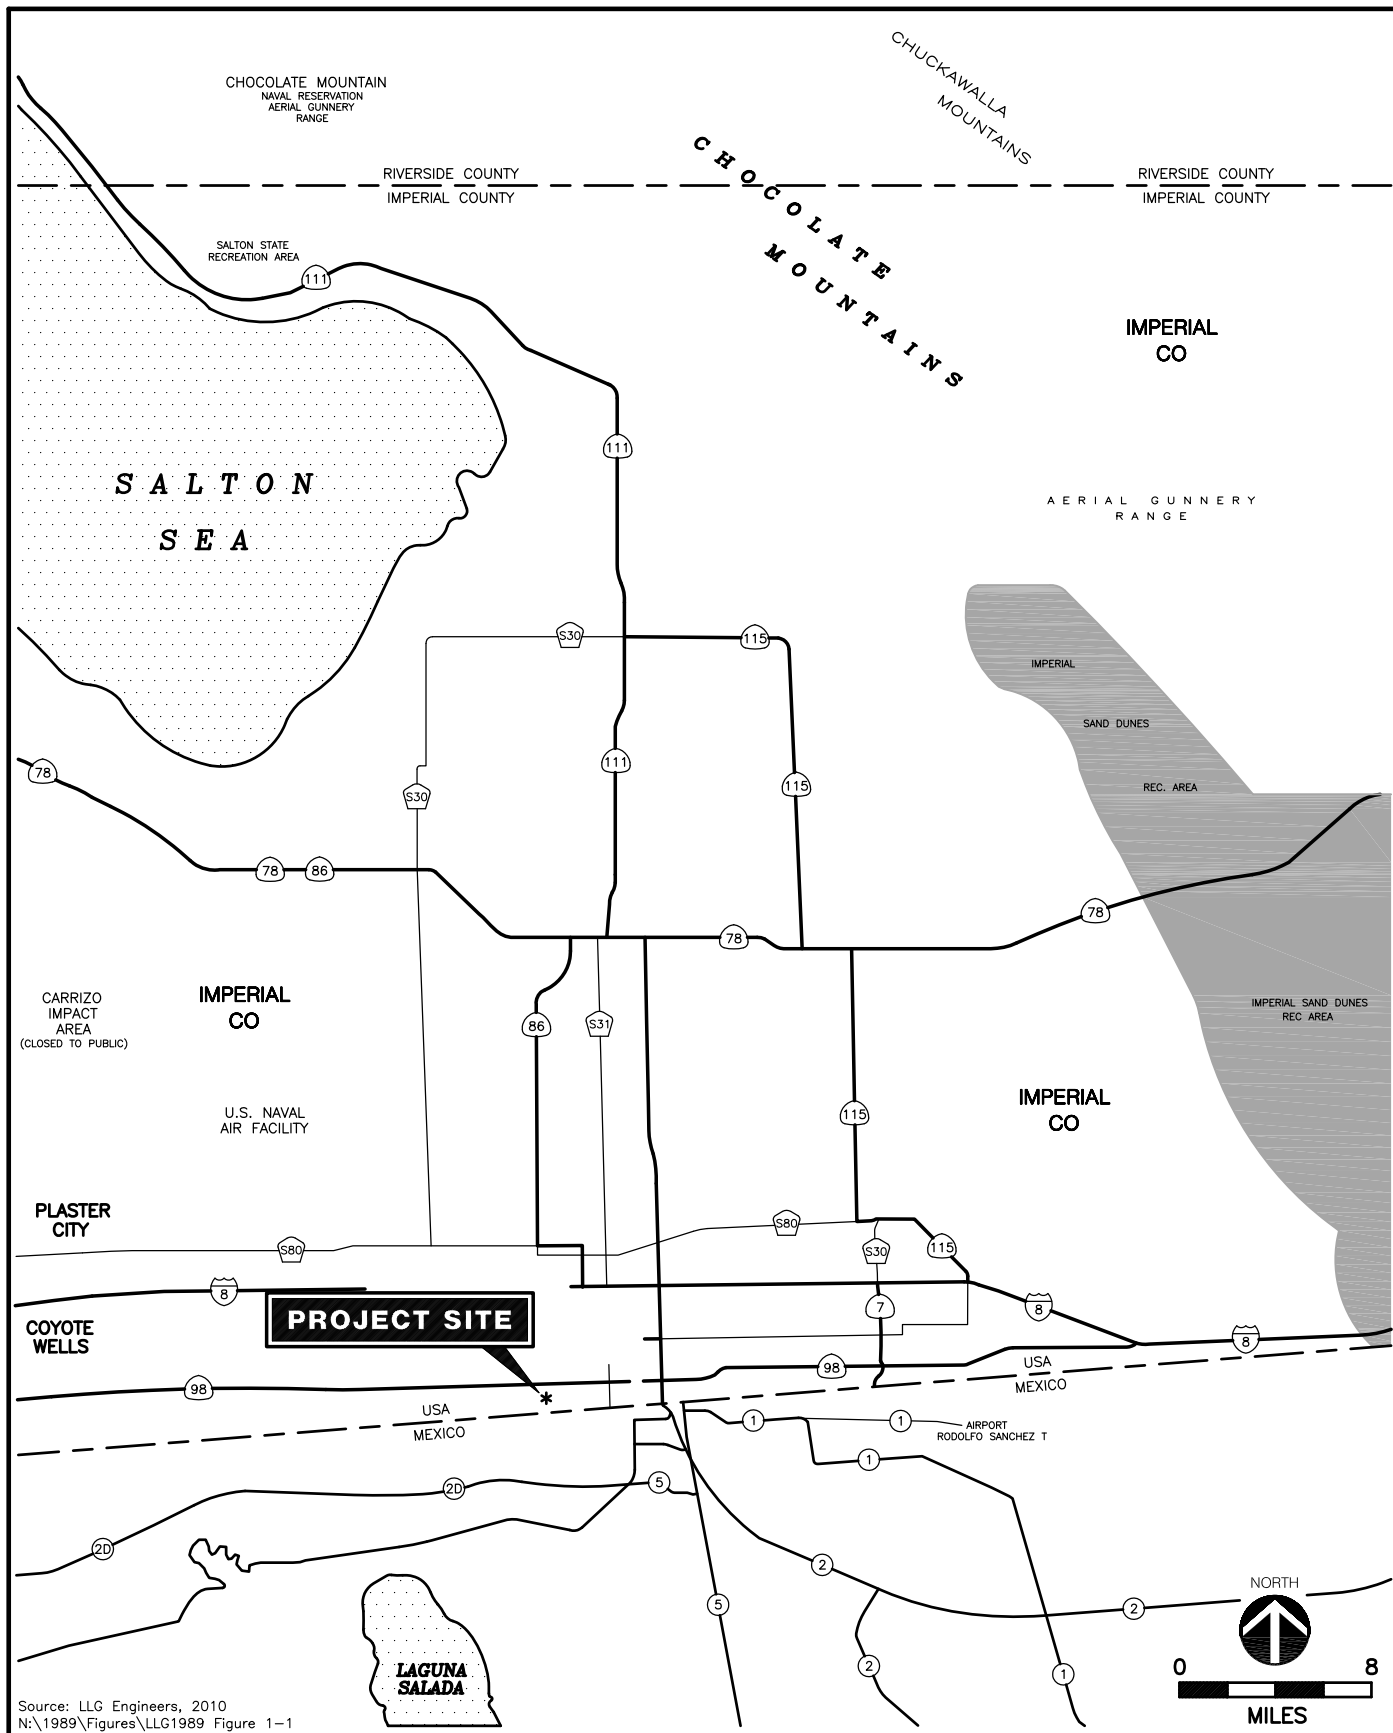 CHUCKAWALLA
MOUNTAINS
CHOCOLATE MOUNTAIN
NAVAL RESERVATION
AERIAL GUNNERY
RANGE
CHOCOLATE
MOUNTAINS
RIVERSIDE COUNTY
IMPERIAL COUNTY
RIVERSIDE COUNTY
IMPERIAL COUNTY
SALTON STATE
RECREATION AREA
111
IMPERIAL
CO
111
SALTON
SEA
AERIAL GUNNERY
RANGE
S30
115
IMPERIAL
SAND DUNES
REC. AREA
78
111
S30
115
78
86
78
78
CARRIZO
IMPACT
AREA
(CLOSED TO PUBLIC)
IMPERIAL
CO
86
S31
IMPERIAL SAND DUNES
REC AREA
U.S. NAVAL
AIR FACILITY
115
IMPERIAL
CO
PLASTER
CITY
S80
S80
S30
115
8
PROJECT SITE
7
8
8
COYOTE
WELLS
98
98
USA
MEXICO
*
USA
MEXICO
1
1
AIRPORT
RODOLFO SANCHEZ T
1
2D
5
2D
2
5
2
2
1
LAGUNA
SALADA
NORTH
0
8
MILES
Source: LLG Engineers, 2010
N:\1989\Figures\LLG1989 Figure 1-1